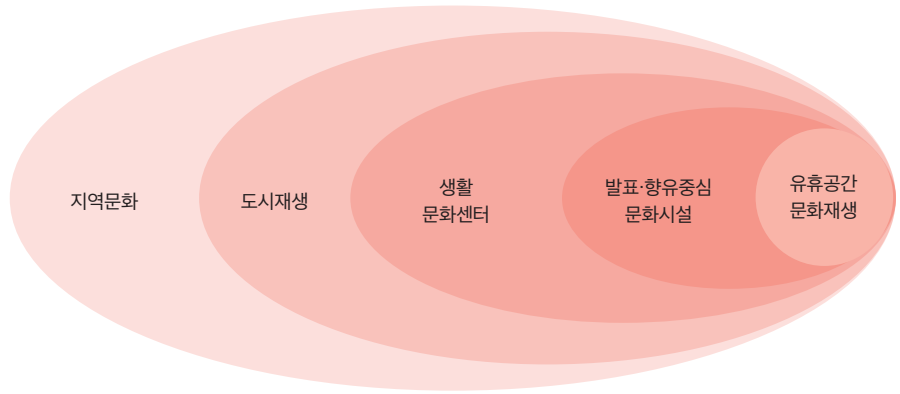 지역문화
도시재생
생활
문화센터
발표·향유중심
문화시설
유휴공간
문화재생